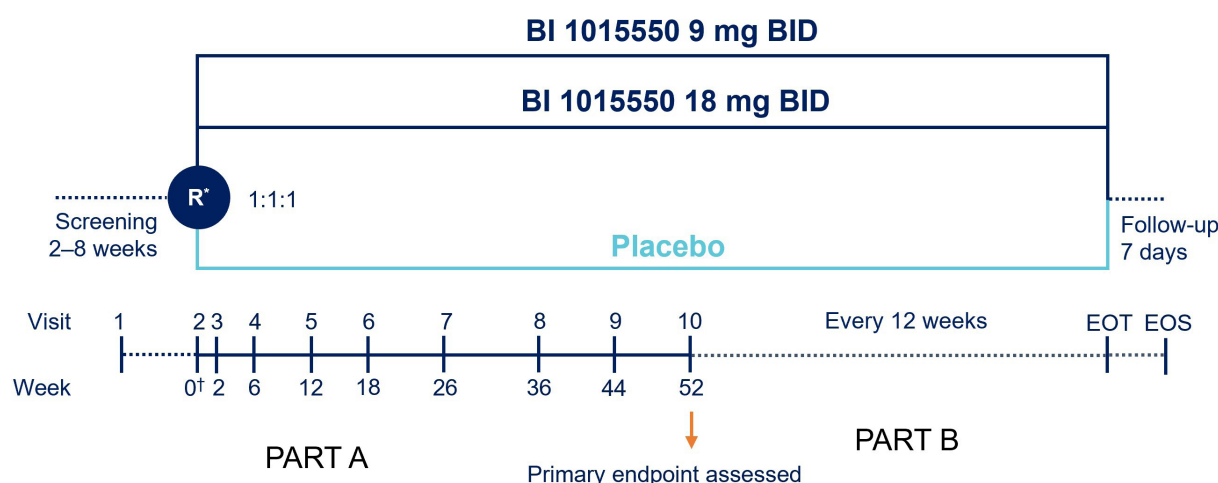 BI 1015550 9 mg BID
BI 1015550 18 mg BID
R* 1:1:1
Screening
2–8 weeks
Placebo
Follow-up
7 days
Visit 1 2 3 4 5 6 7 8 9 10 Every 12 weeks EOT EOS
Week 0† 2 6 12 18 26 36 44 52
PART A
PART B
Primary endpoint assessed